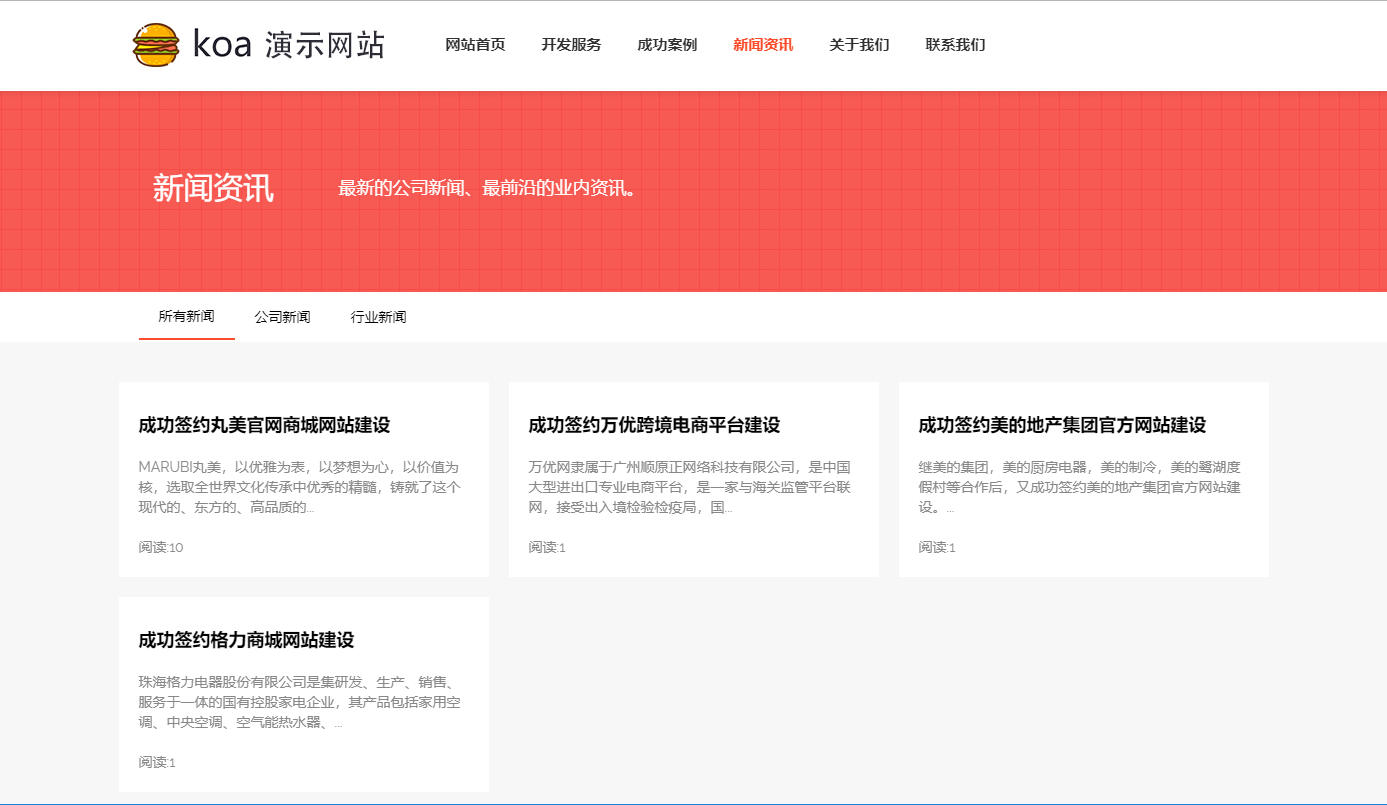 koa 演示网站
网站首页 开发服务 成功案例 新闻资讯 关于我们 联系我们
新闻资讯 最新的公司新闻、最前沿的业内资讯。
所有新闻 公司新闻 行业新闻
成功签约丸美官网商城网站建设
MARUBI丸美，以优雅为表，以梦想为心，以价值为
核，选取全世界文化传承中优秀的精髓，铸就了这个
现代的、东方的、高品质的...
阅读:10
成功签约万优跨境电商平台建设
万优网隶属于广州顺原正网络科技有限公司，是中国
大型进出口专业电商平台，是一家与海关监管平台联
网，接受出入境检验检疫局，国...
阅读:1
成功签约美的地产集团官方网站建设
继美的集团，美的厨房电器，美的制冷，美的鹭湖度
假村等合作后，又成功签约美的地产集团官方网站建
设。...
阅读:1
成功签约格力商城网站建设
珠海格力电器股份有限公司是集研发、生产、销售、
服务于一体的国有控股家电企业，其产品包括家用空
调、中央空调、空气能热水器、...
阅读:1